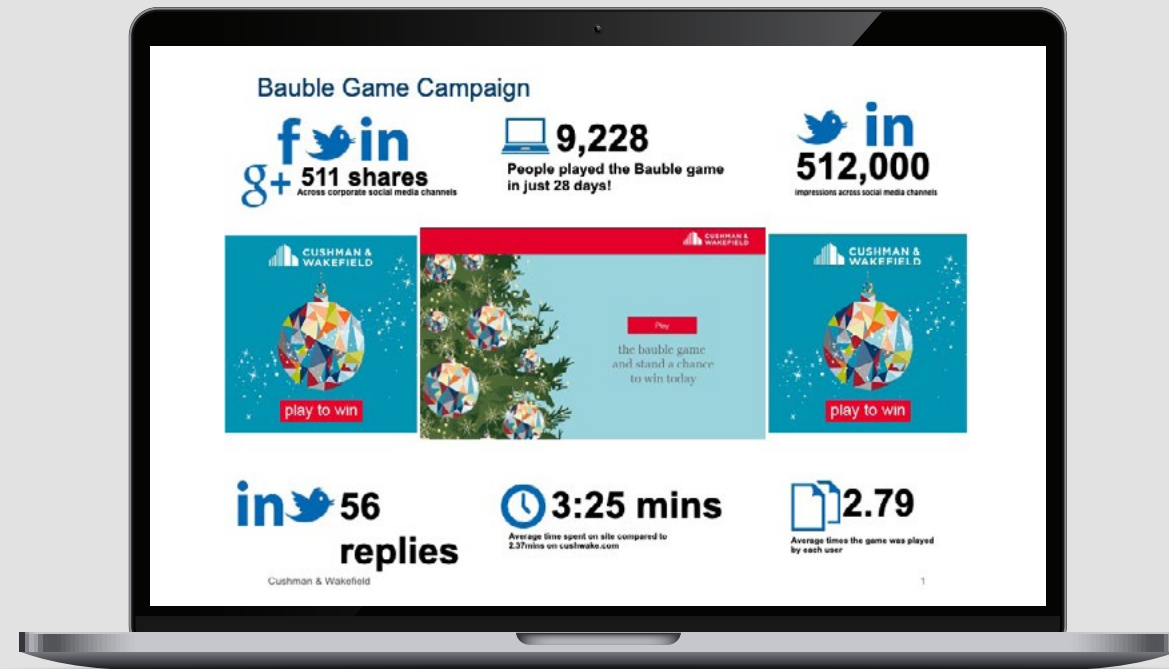 Bauble Game Campaign
f in
g+ 511 shares
Across corporate social media channels
9,228
People played the Bauble game
in just 28 days!
in
512,000
impressions across social media channels
CUSHMAN &
WAKEFIELD
play to win
CUSHMAN &
WAKEFIELD
Play
the bauble game
and stand a chance
to win today
CUSHMAN &
WAKEFIELD
play to win
in 56
replies
3:25 mins
Average time spent on site compared to
2.37mins on cushwake.com
2.79
Average times the game was played
by each user
Cushman & Wakefield
1